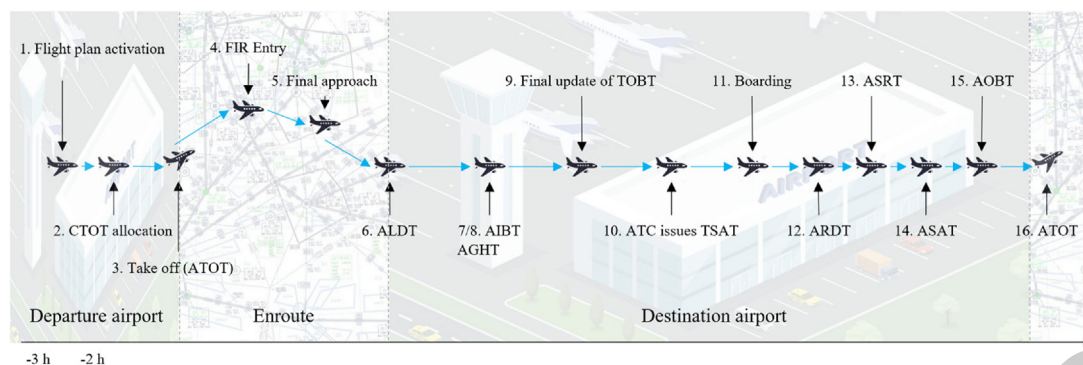 1. Flight plan activation
2. CTOT allocation
3. Take off (ATOT)
4. FIR Entry
5. Final approach
6. ALDT
7/8. AIBT
AGHT
9. Final update of TOBT
10. ATC issues TSAT
11. Boarding
12. ARDT
13. ASRT
14. ASAT
15. AOBT
16. ATOT
AIRPORT
Departure airport
Enroute
Destination airport
-3 h
-2 h